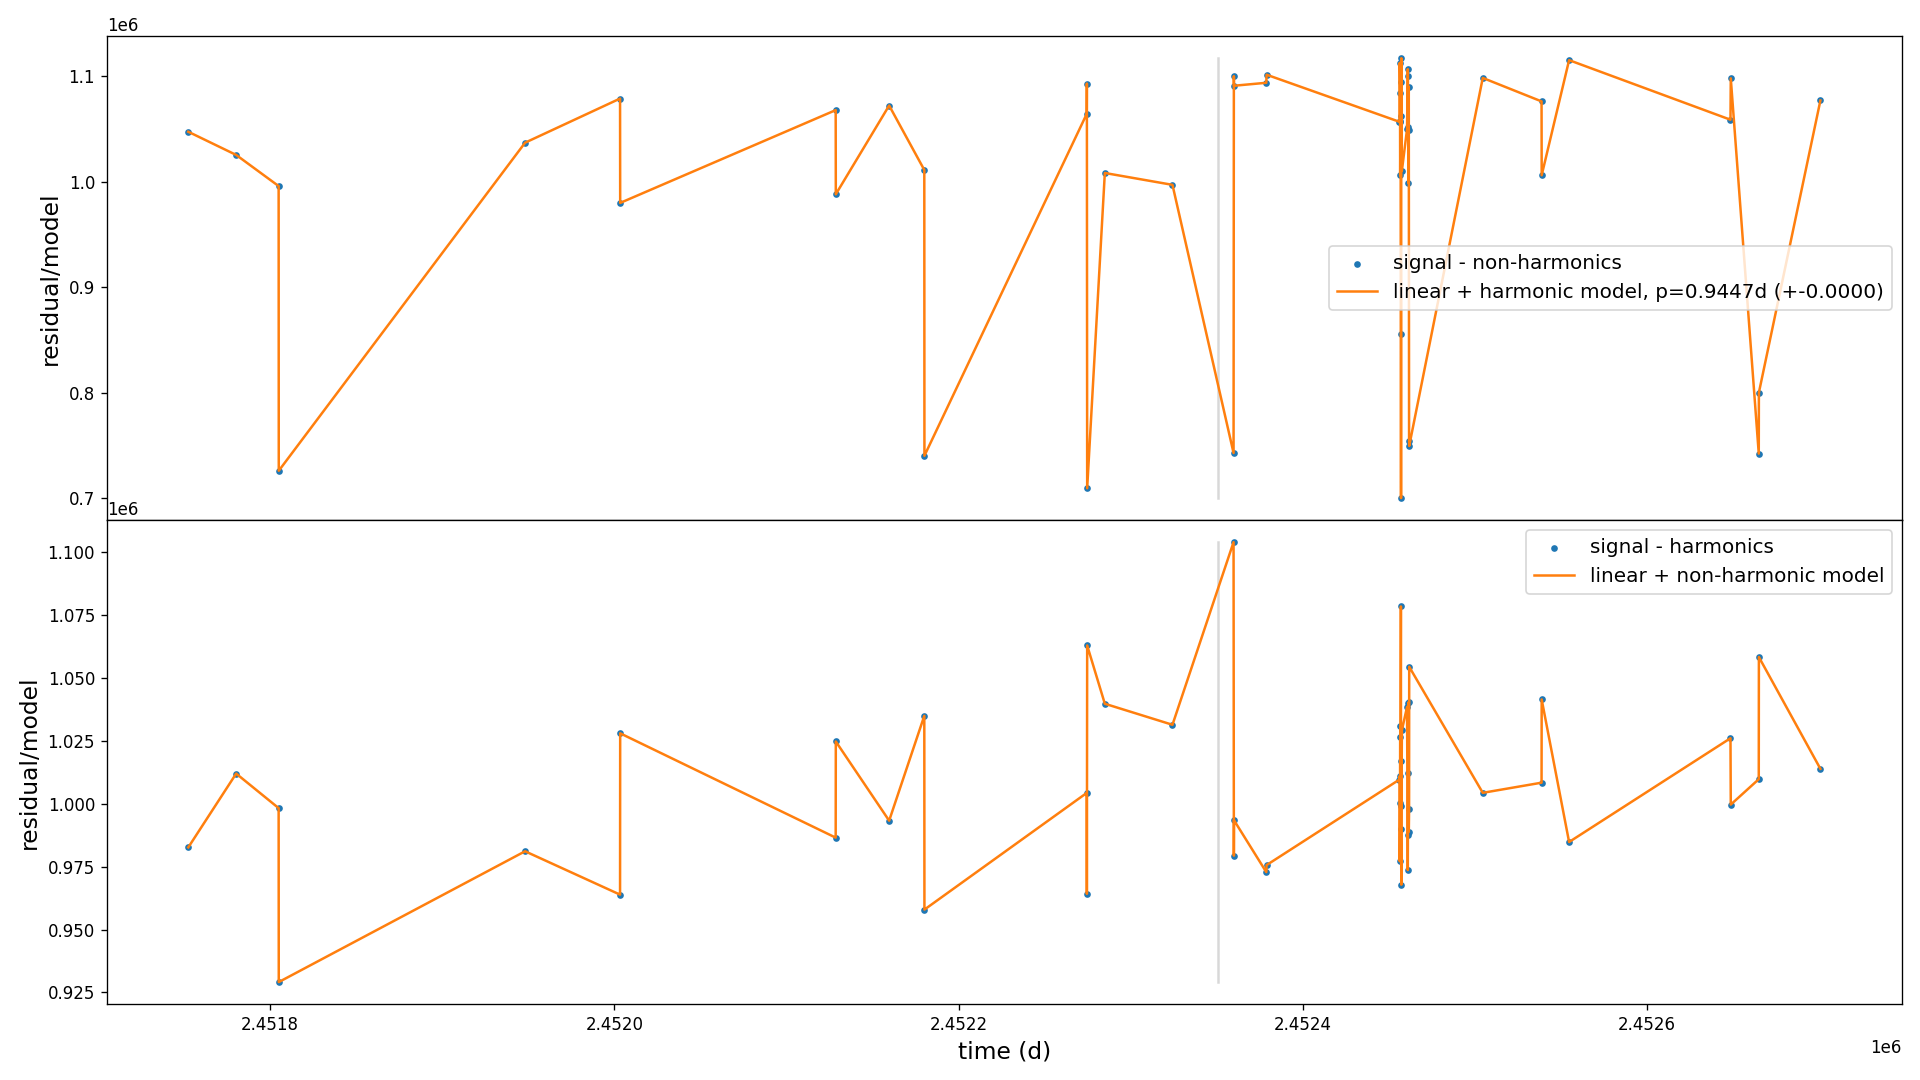 1e6
1.1
1.0
0.9
0.8
0.7
residual/model
signal - non-harmonics
linear + harmonic model, p=0.9447d (+-0.0000)
1e6
1.100
1.075
1.050
1.025
1.000
0.975
0.950
0.925
residual/model
signal - harmonics
linear + non-harmonic model
2.4518
2.4520
2.4522
2.4524
2.4526
time (d)
1e6